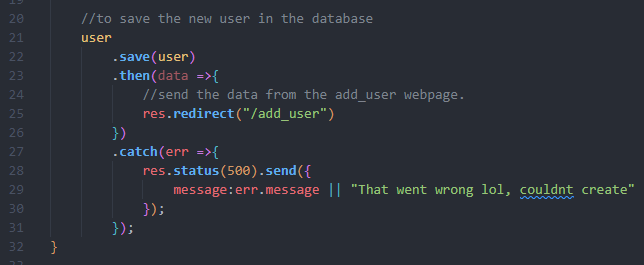 20 //to save the new user in the database
21 user
22 .save(user)
23 .then(data =>{
24 //send the data from the add_user webpage.
25 res.redirect("/add_user")
26 })
27 .catch(err =>{
28 res.status(500).send({
29 message:err.message || "That went wrong lol, couldnt create"
30 });
31 });
32 }